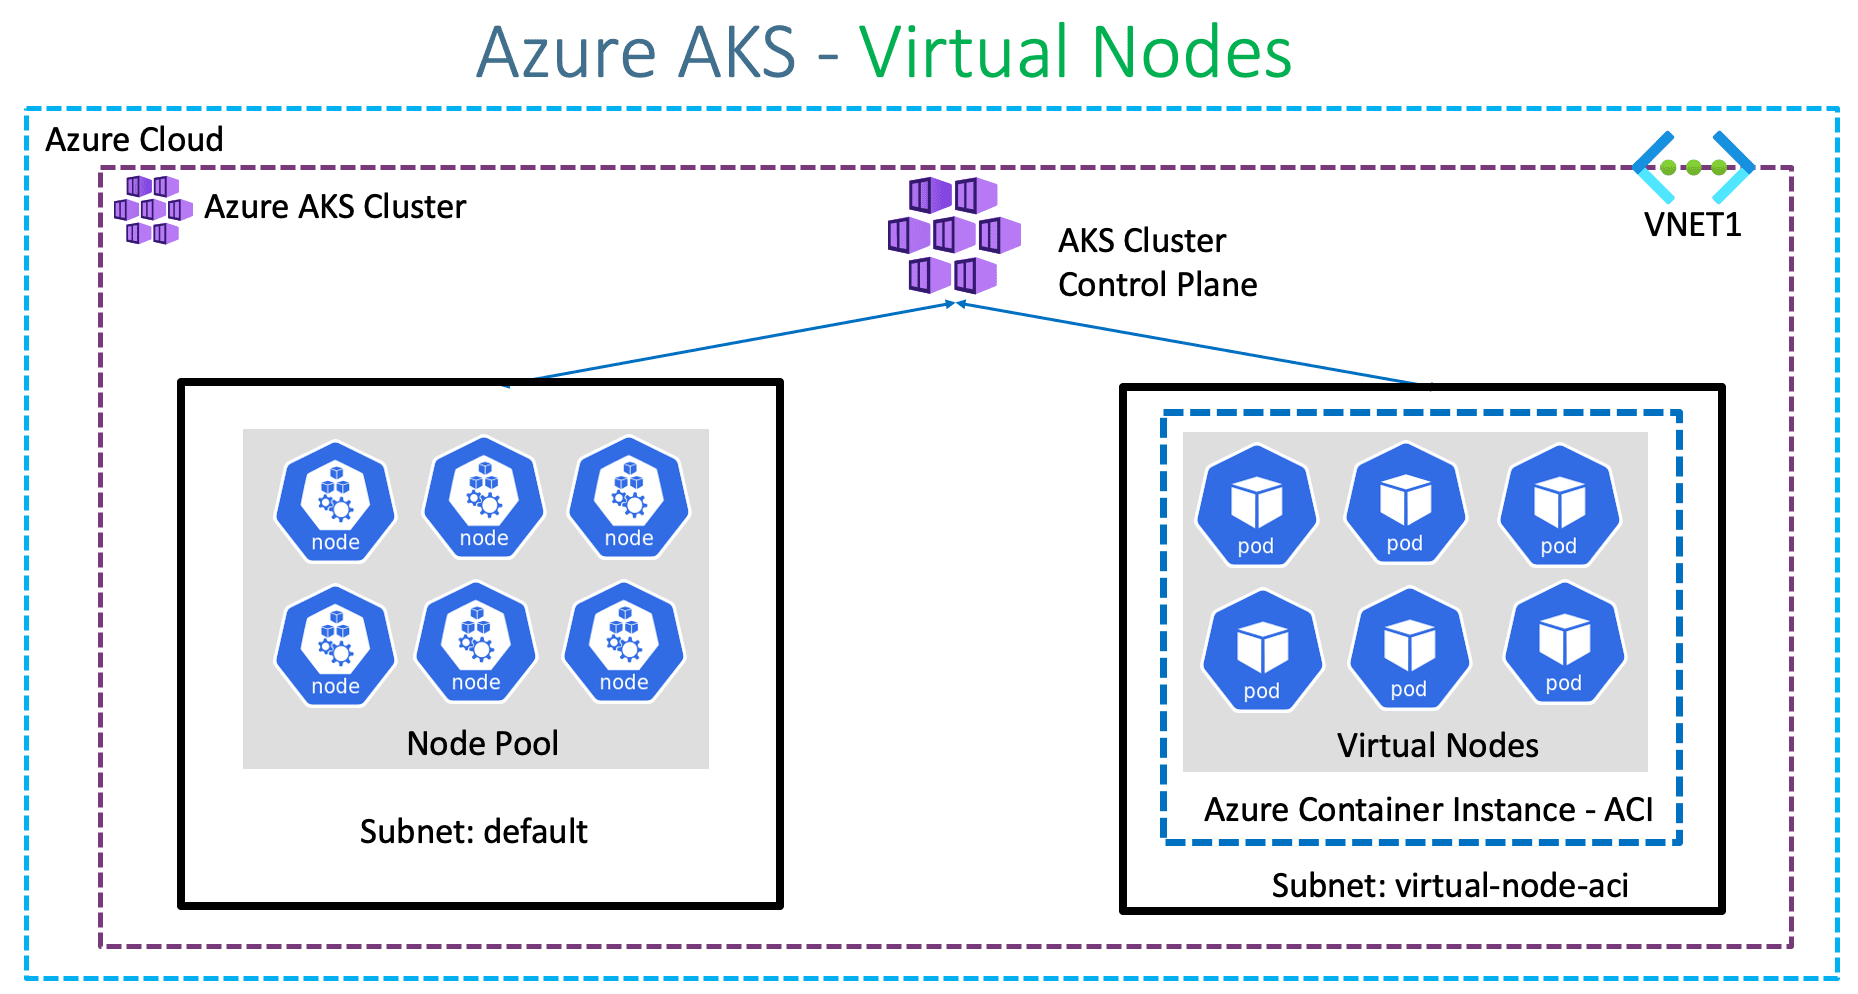 Azure AKS - Virtual Nodes
Azure Cloud
Azure AKS Cluster
AKS Cluster
Control Plane
VNET1
node
node
node
node
node
node
Node Pool
Subnet: default
pod
pod
pod
pod
pod
pod
Virtual Nodes
Azure Container Instance - ACI
Subnet: virtual-node-aci